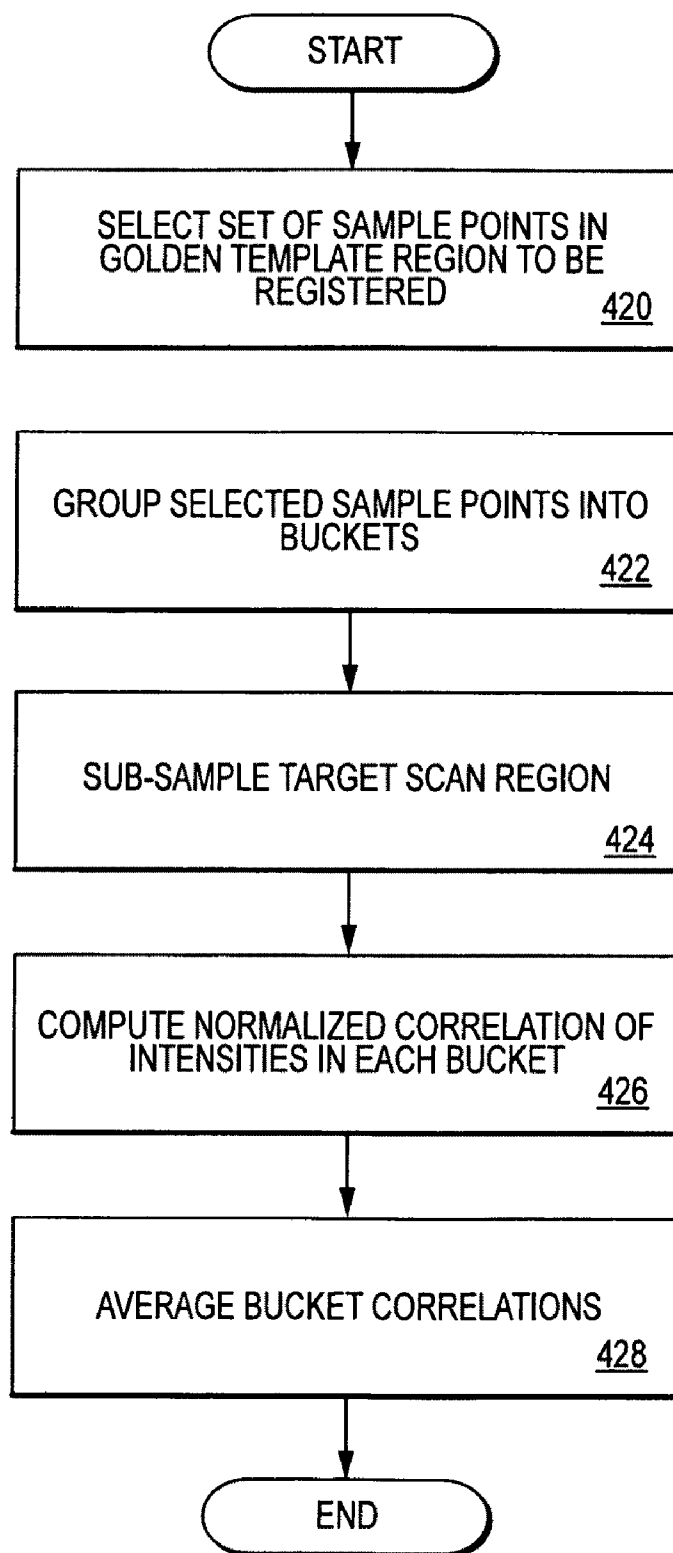 START
SELECT SET OF SAMPLE POINTS IN
GOLDEN TEMPLATE REGION TO BE
REGISTERED
420
GROUP SELECTED SAMPLE POINTS INTO
BUCKETS
422
SUB-SAMPLE TARGET SCAN REGION
424
COMPUTE NORMALIZED CORRELATION OF
INTENSITIES IN EACH BUCKET
426
AVERAGE BUCKET CORRELATIONS
428
END